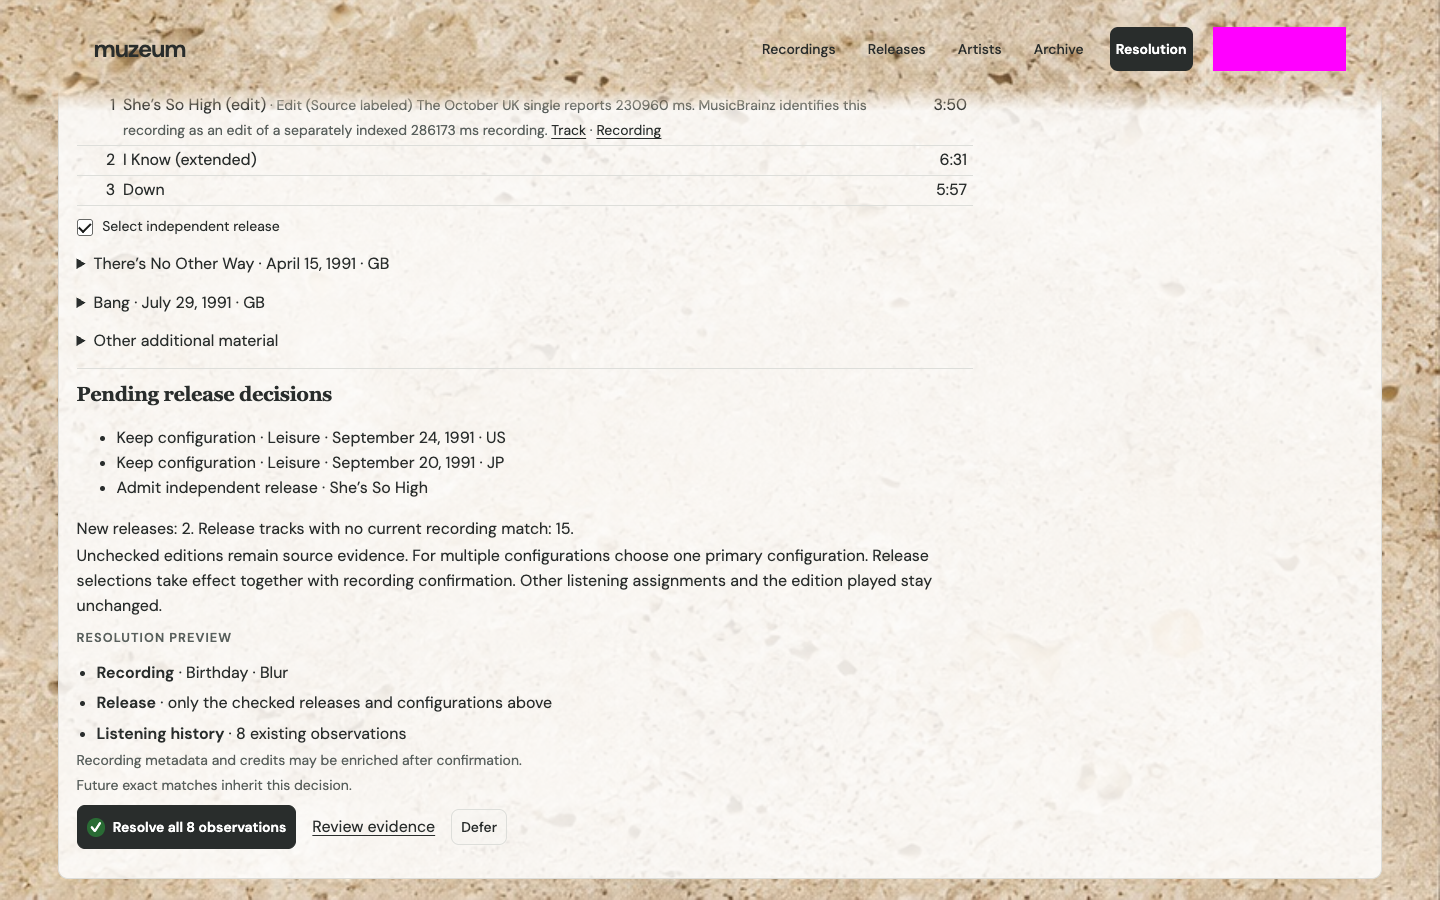 muzeum
Recordings
Releases
Artists
Archive
Resolution
1 She's So High (edit) · Edit (Source labeled) The October UK single reports 230960 ms. MusicBrainz identifies this 3:50
recording as an edit of a separately indexed 286173 ms recording. Track · Recording
2 I Know (extended) 6:31
3 Down 5:57
Select independent release
There's No Other Way · April 15, 1991 · GB
Bang · July 29, 1991 · GB
Other additional material
Pending release decisions
• Keep configuration · Leisure · September 24, 1991 · US
• Keep configuration · Leisure · September 20, 1991 · JP
• Admit independent release · She's So High
New releases: 2. Release tracks with no current recording match: 15.
Unchecked editions remain source evidence. For multiple configurations choose one primary configuration. Release
selections take effect together with recording confirmation. Other listening assignments and the edition played stay
unchanged.
RESOLUTION PREVIEW
• Recording · Birthday · Blur
• Release · only the checked releases and configurations above
• Listening history · 8 existing observations
Recording metadata and credits may be enriched after confirmation.
Future exact matches inherit this decision.
Resolve all 8 observations
Review evidence
Defer